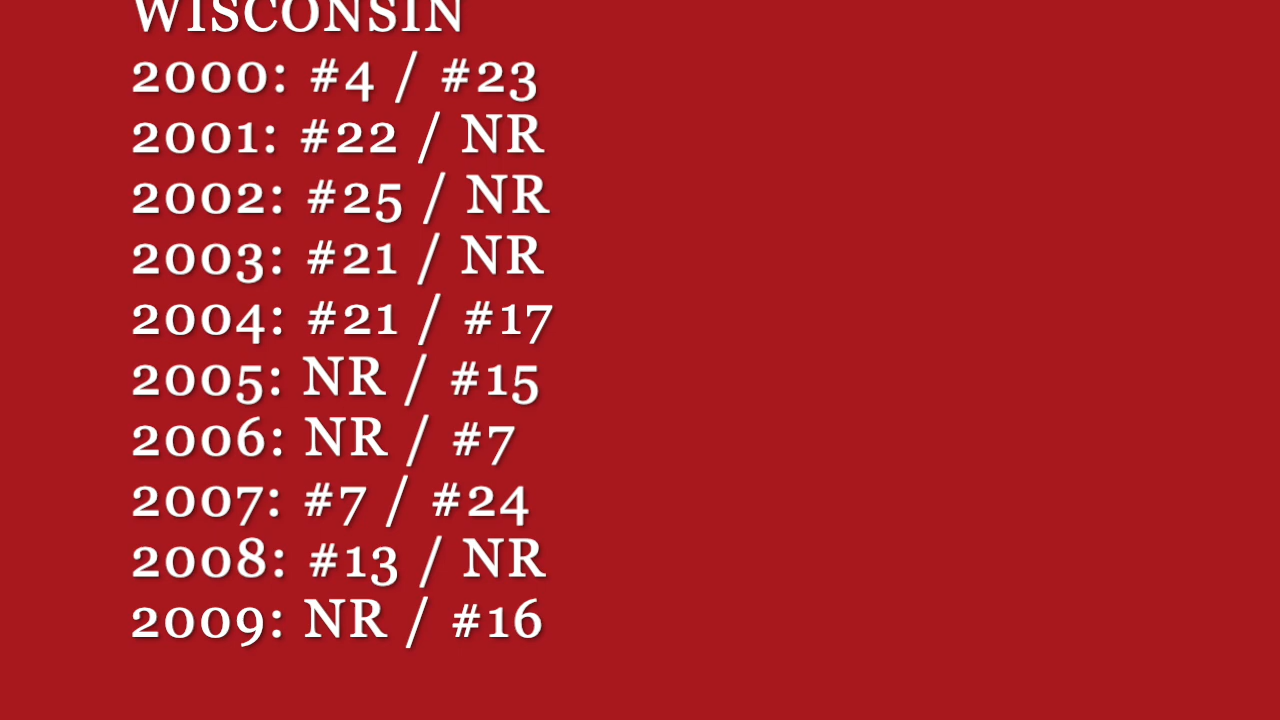 WISCONSIN
2000: #4 / #23
2001: #22 / NR
2002: #25 / NR
2003: #21 / NR
2004: #21 / #17
2005: NR / #15
2006: NR / #7
2007: #7 / #24
2008: #13 / NR
2009: NR / #16